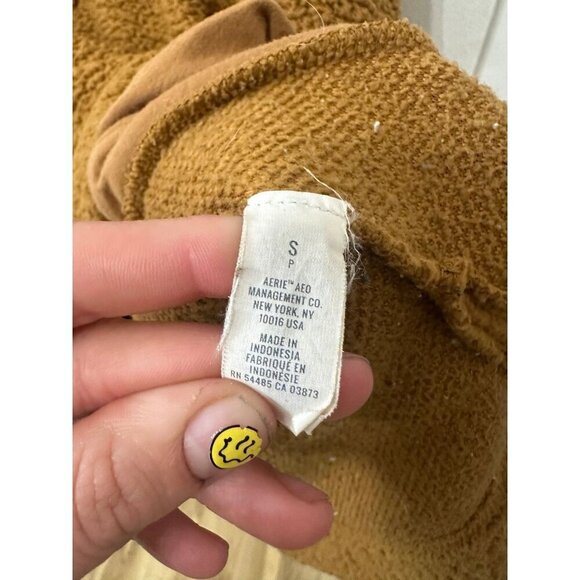 S
P
AERIE™ AEO
MANAGEMENT CO.
NEW YORK, NY
10016 USA
MADE IN
INDONESIA
FABRIQUÉ EN
INDONÉSIE
RN 54485 CA 03873